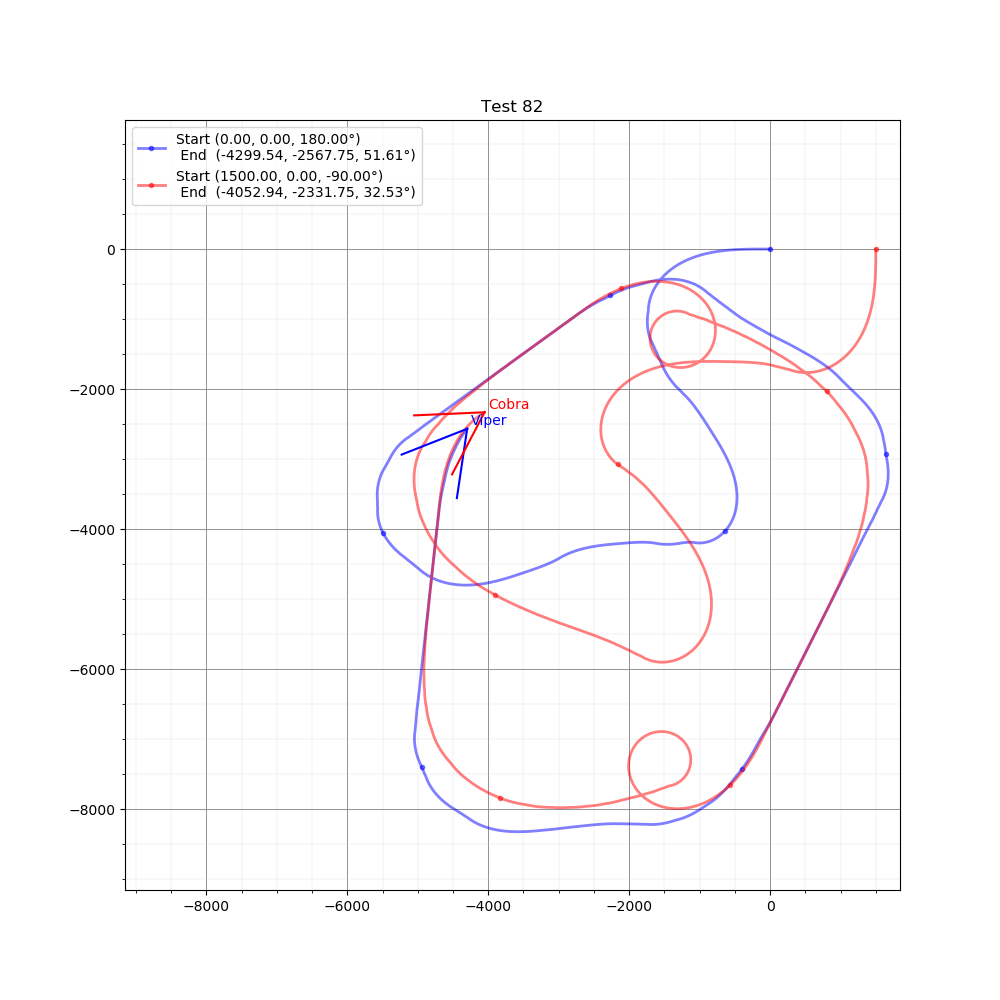 Test 82
Start (0.00, 0.00, 180.00°)
End  (-4299.54, -2567.75, 51.61°)
Start (1500.00, 0.00, -90.00°)
End  (-4052.94, -2331.75, 32.53°)
0
−2000
Cobra
Viper
−4000
−6000
−8000
−8000 −6000 −4000 −2000 0